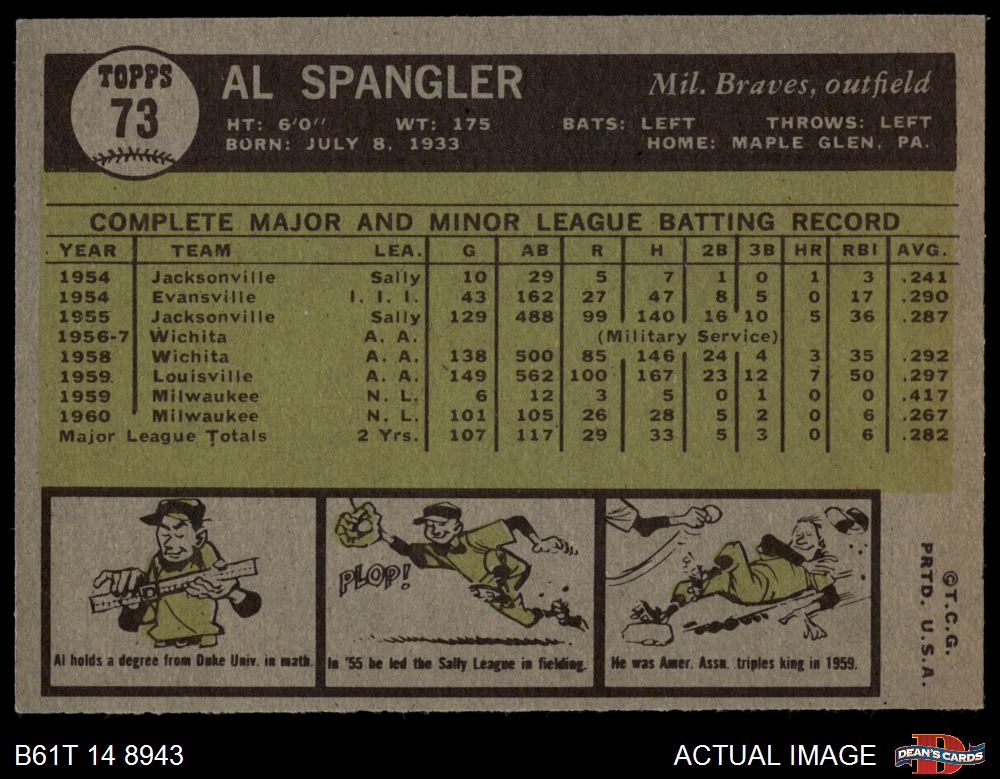 TOPPS
73
AL SPANGLER
Mil. Braves, outfield
HT: 6'0" WT: 175 BATS: LEFT THROWS: LEFT
BORN: JULY 8, 1933 HOME: MAPLE GLEN, PA.
COMPLETE MAJOR AND MINOR LEAGUE BATTING RECORD
YEAR TEAM LEA. G AB R H 2B 3B HR RBI AVG.
1954 Jacksonville Sally 10 29 5 7 1 0 1 3 .241
1954 Evansville I. I. I. 43 162 27 47 8 5 0 17 .290
1955 Jacksonville Sally 129 488 99 140 16 10 5 36 .287
1956-7 Wichita A. A. (Military Service)
1958 Wichita A. A. 138 500 85 146 24 4 3 35 .292
1959 Louisville A. A. 149 562 100 167 23 12 7 50 .297
1959 Milwaukee N. L. 6 12 3 5 0 1 0 0 .417
1960 Milwaukee N. L. 101 105 26 28 5 2 0 6 .267
Major League Totals 2 Yrs. 107 117 29 33 5 3 0 6 .282
PLOP!
Al holds a degree from Duke Univ. in math.
In '55 he led the Sally League in fielding.
He was Amer. Assn. triples king in 1959.
©T.C.G.
PRTD. U.S.A.
B61T 14 8943
ACTUAL IMAGE
DEAN'S CARDS